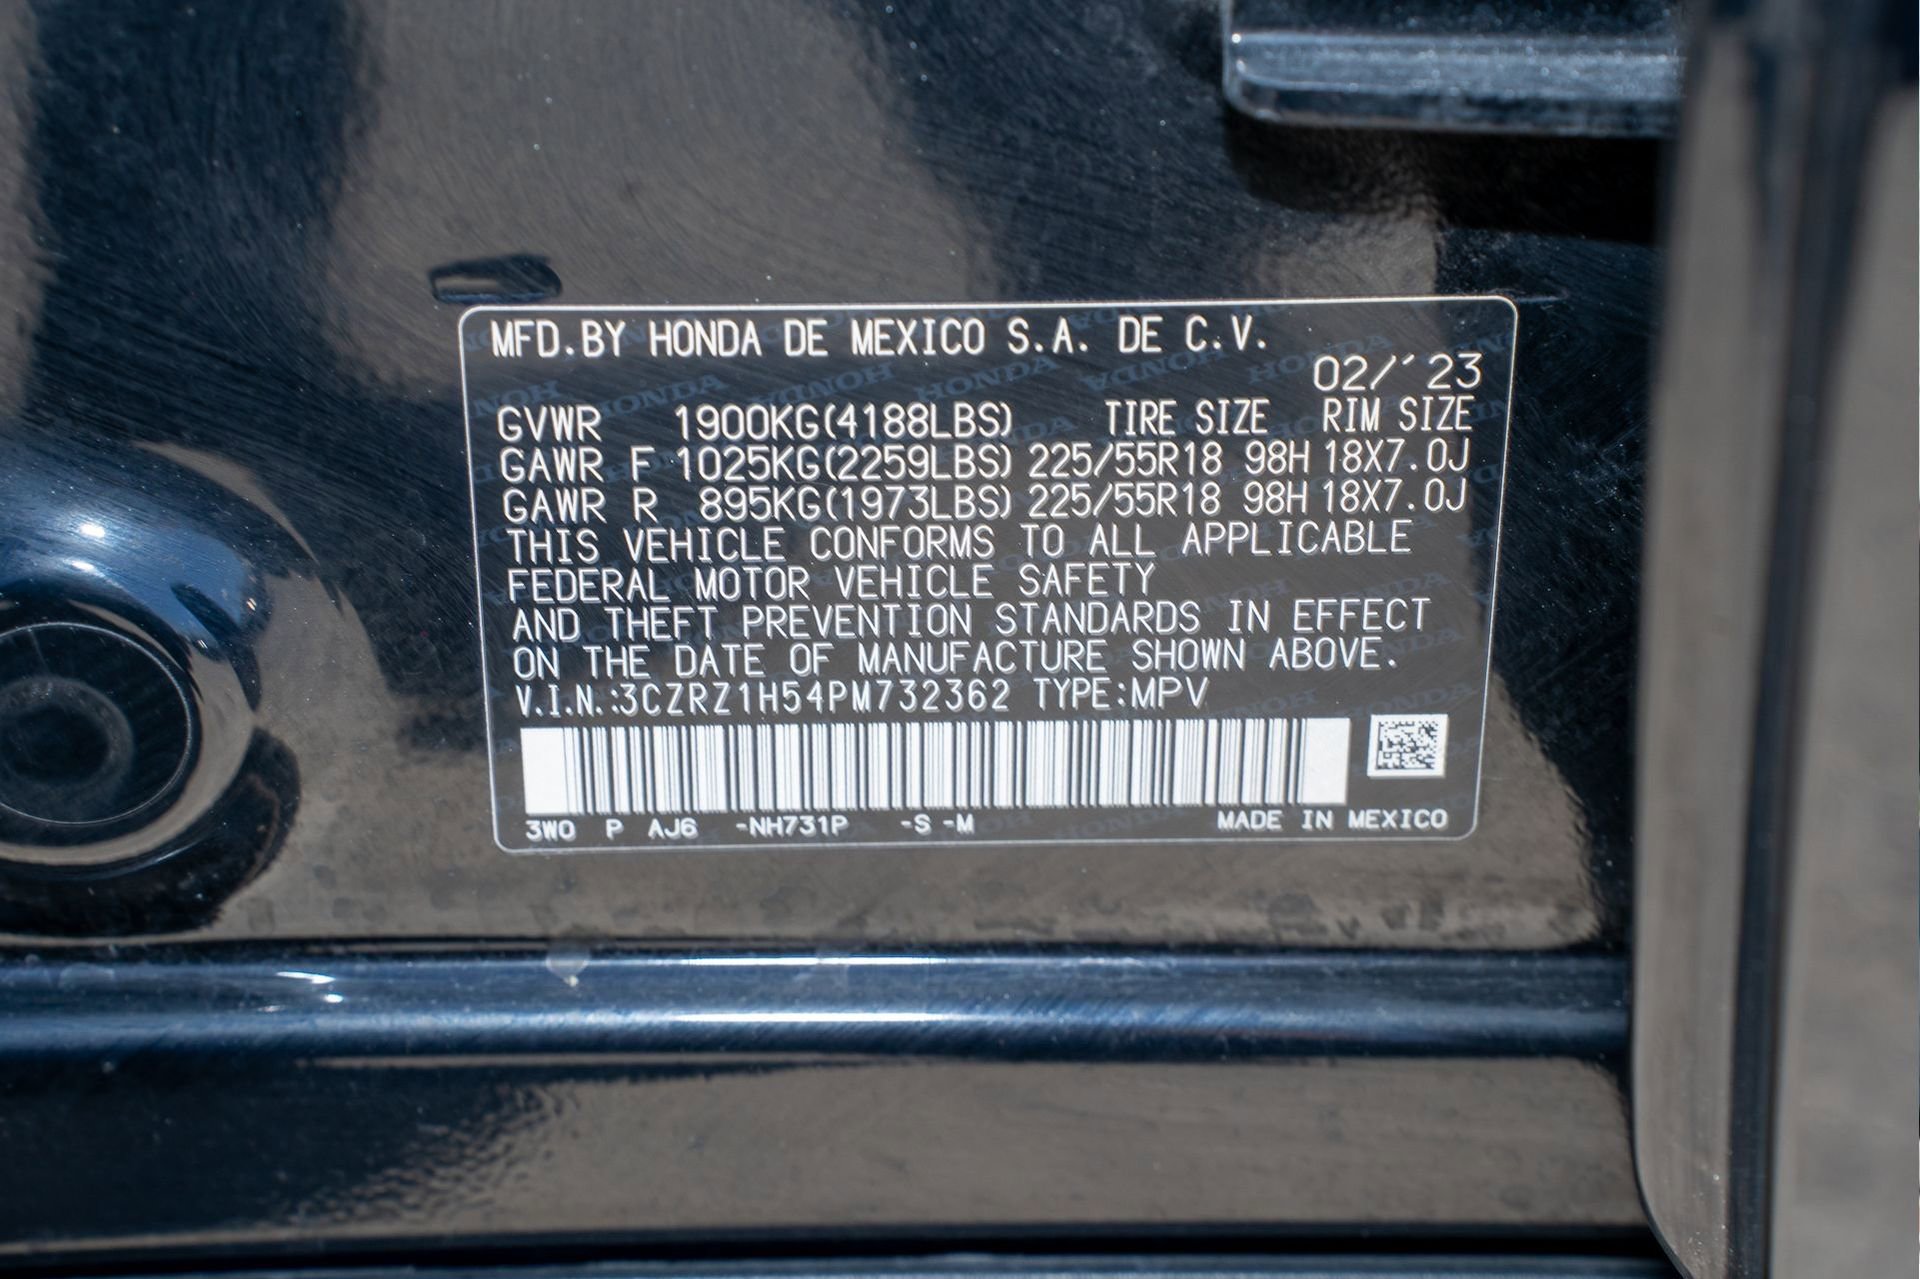 MFD.BY HONDA DE MEXICO S.A. DE C.V.
02/´23
GVWR 1900KG(4188LBS) TIRE SIZE RIM SIZE
GAWR F 1025KG(2259LBS) 225/55R18 98H 18X7.0J
GAWR R 895KG(1973LBS) 225/55R18 98H 18X7.0J
THIS VEHICLE CONFORMS TO ALL APPLICABLE
FEDERAL MOTOR VEHICLE SAFETY
AND THEFT PREVENTION STANDARDS IN EFFECT
ON THE DATE OF MANUFACTURE SHOWN ABOVE.
V.I.N.:3CZRZ1H54PM732362 TYPE:MPV
3W0 P AJ6 -NH731P -S -M MADE IN MEXICO